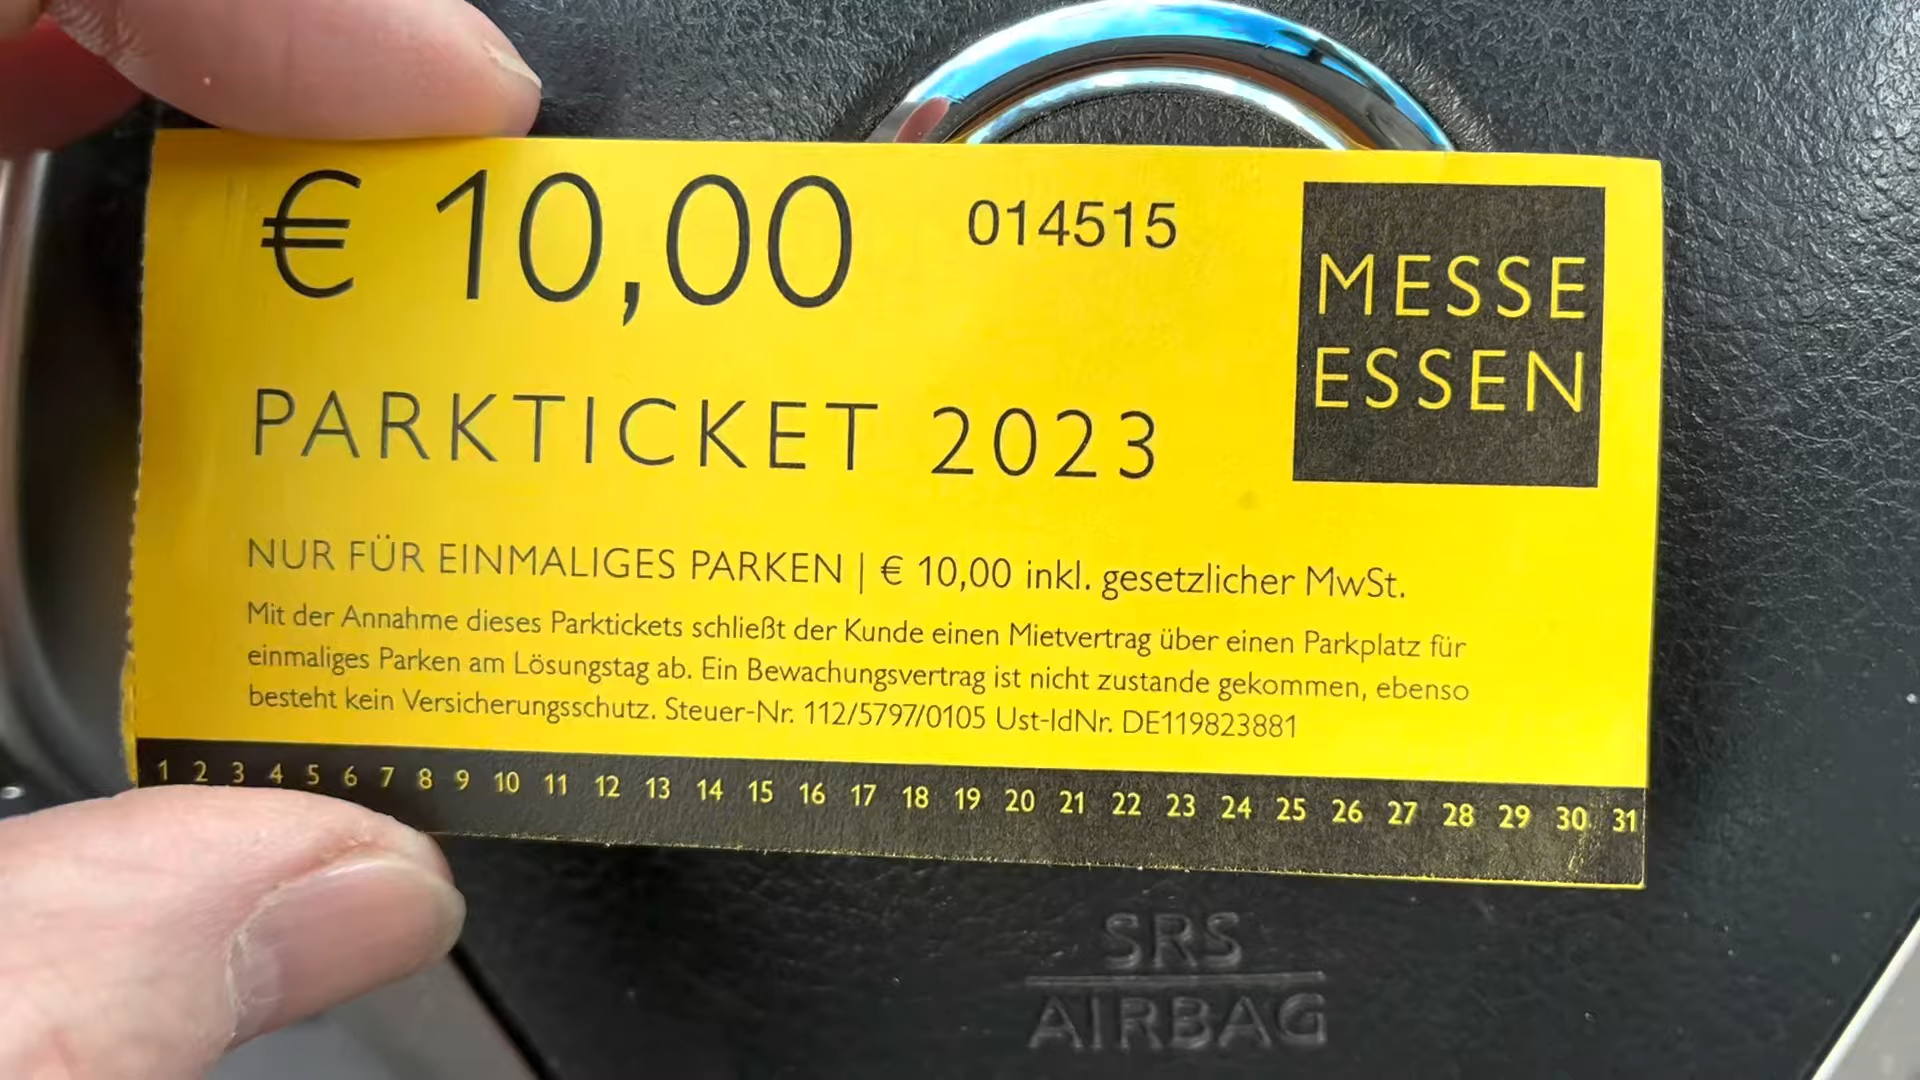 € 10,00
014515
MESSE
ESSEN
PARKTICKET 2023
NUR FÜR EINMALIGES PARKEN | € 10,00 inkl. gesetzlicher MwSt.
Mit der Annahme dieses Parktickets schließt der Kunde einen Mietvertrag über einen Parkplatz für
einmaliges Parken am Lösungstag ab. Ein Bewachungsvertrag ist nicht zustande gekommen, ebenso
besteht kein Versicherungsschutz. Steuer-Nr. 112/5797/0105 Ust-IdNr. DE119823881
1 2 3 4 5 6 7 8 9 10 11 12 13 14 15 16 17 18 19 20 21 22 23 24 25 26 27 28 29 30 31
SRS
AIRBAG